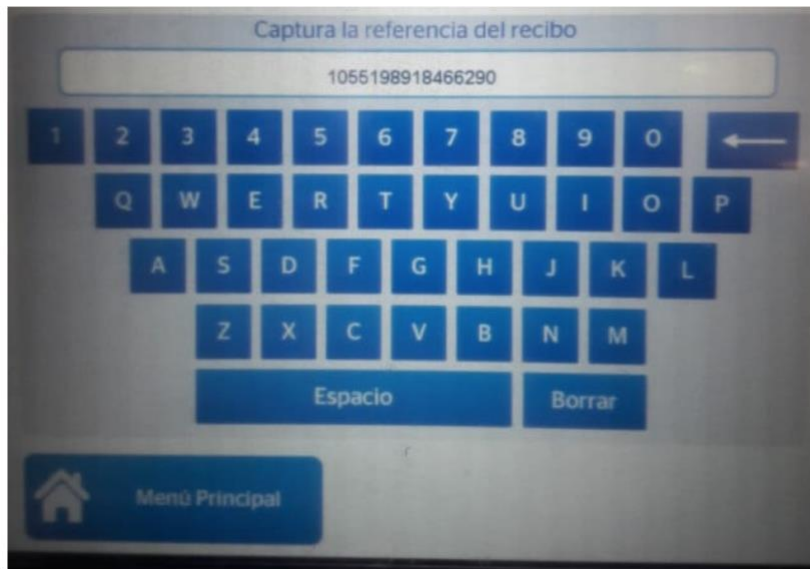 Captura la referencia del recibo
1055198918466290
1 2 3 4 5 6 7 8 9 0
Q W E R T Y U I O P
A S D F G H J K L
Z X C V B N M
Espacio Borrar
Menú Principal